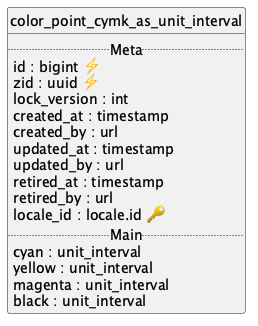 color_point_cymk_as_unit_interval
Meta
id : bigint ⚡
zid : uuid ⚡
lock_version : int
created_at : timestamp
created_by : url
updated_at : timestamp
updated_by : url
retired_at : timestamp
retired_by : url
locale_id : locale.id 🔑
Main
cyan : unit_interval
yellow : unit_interval
magenta : unit_interval
black : unit_interval